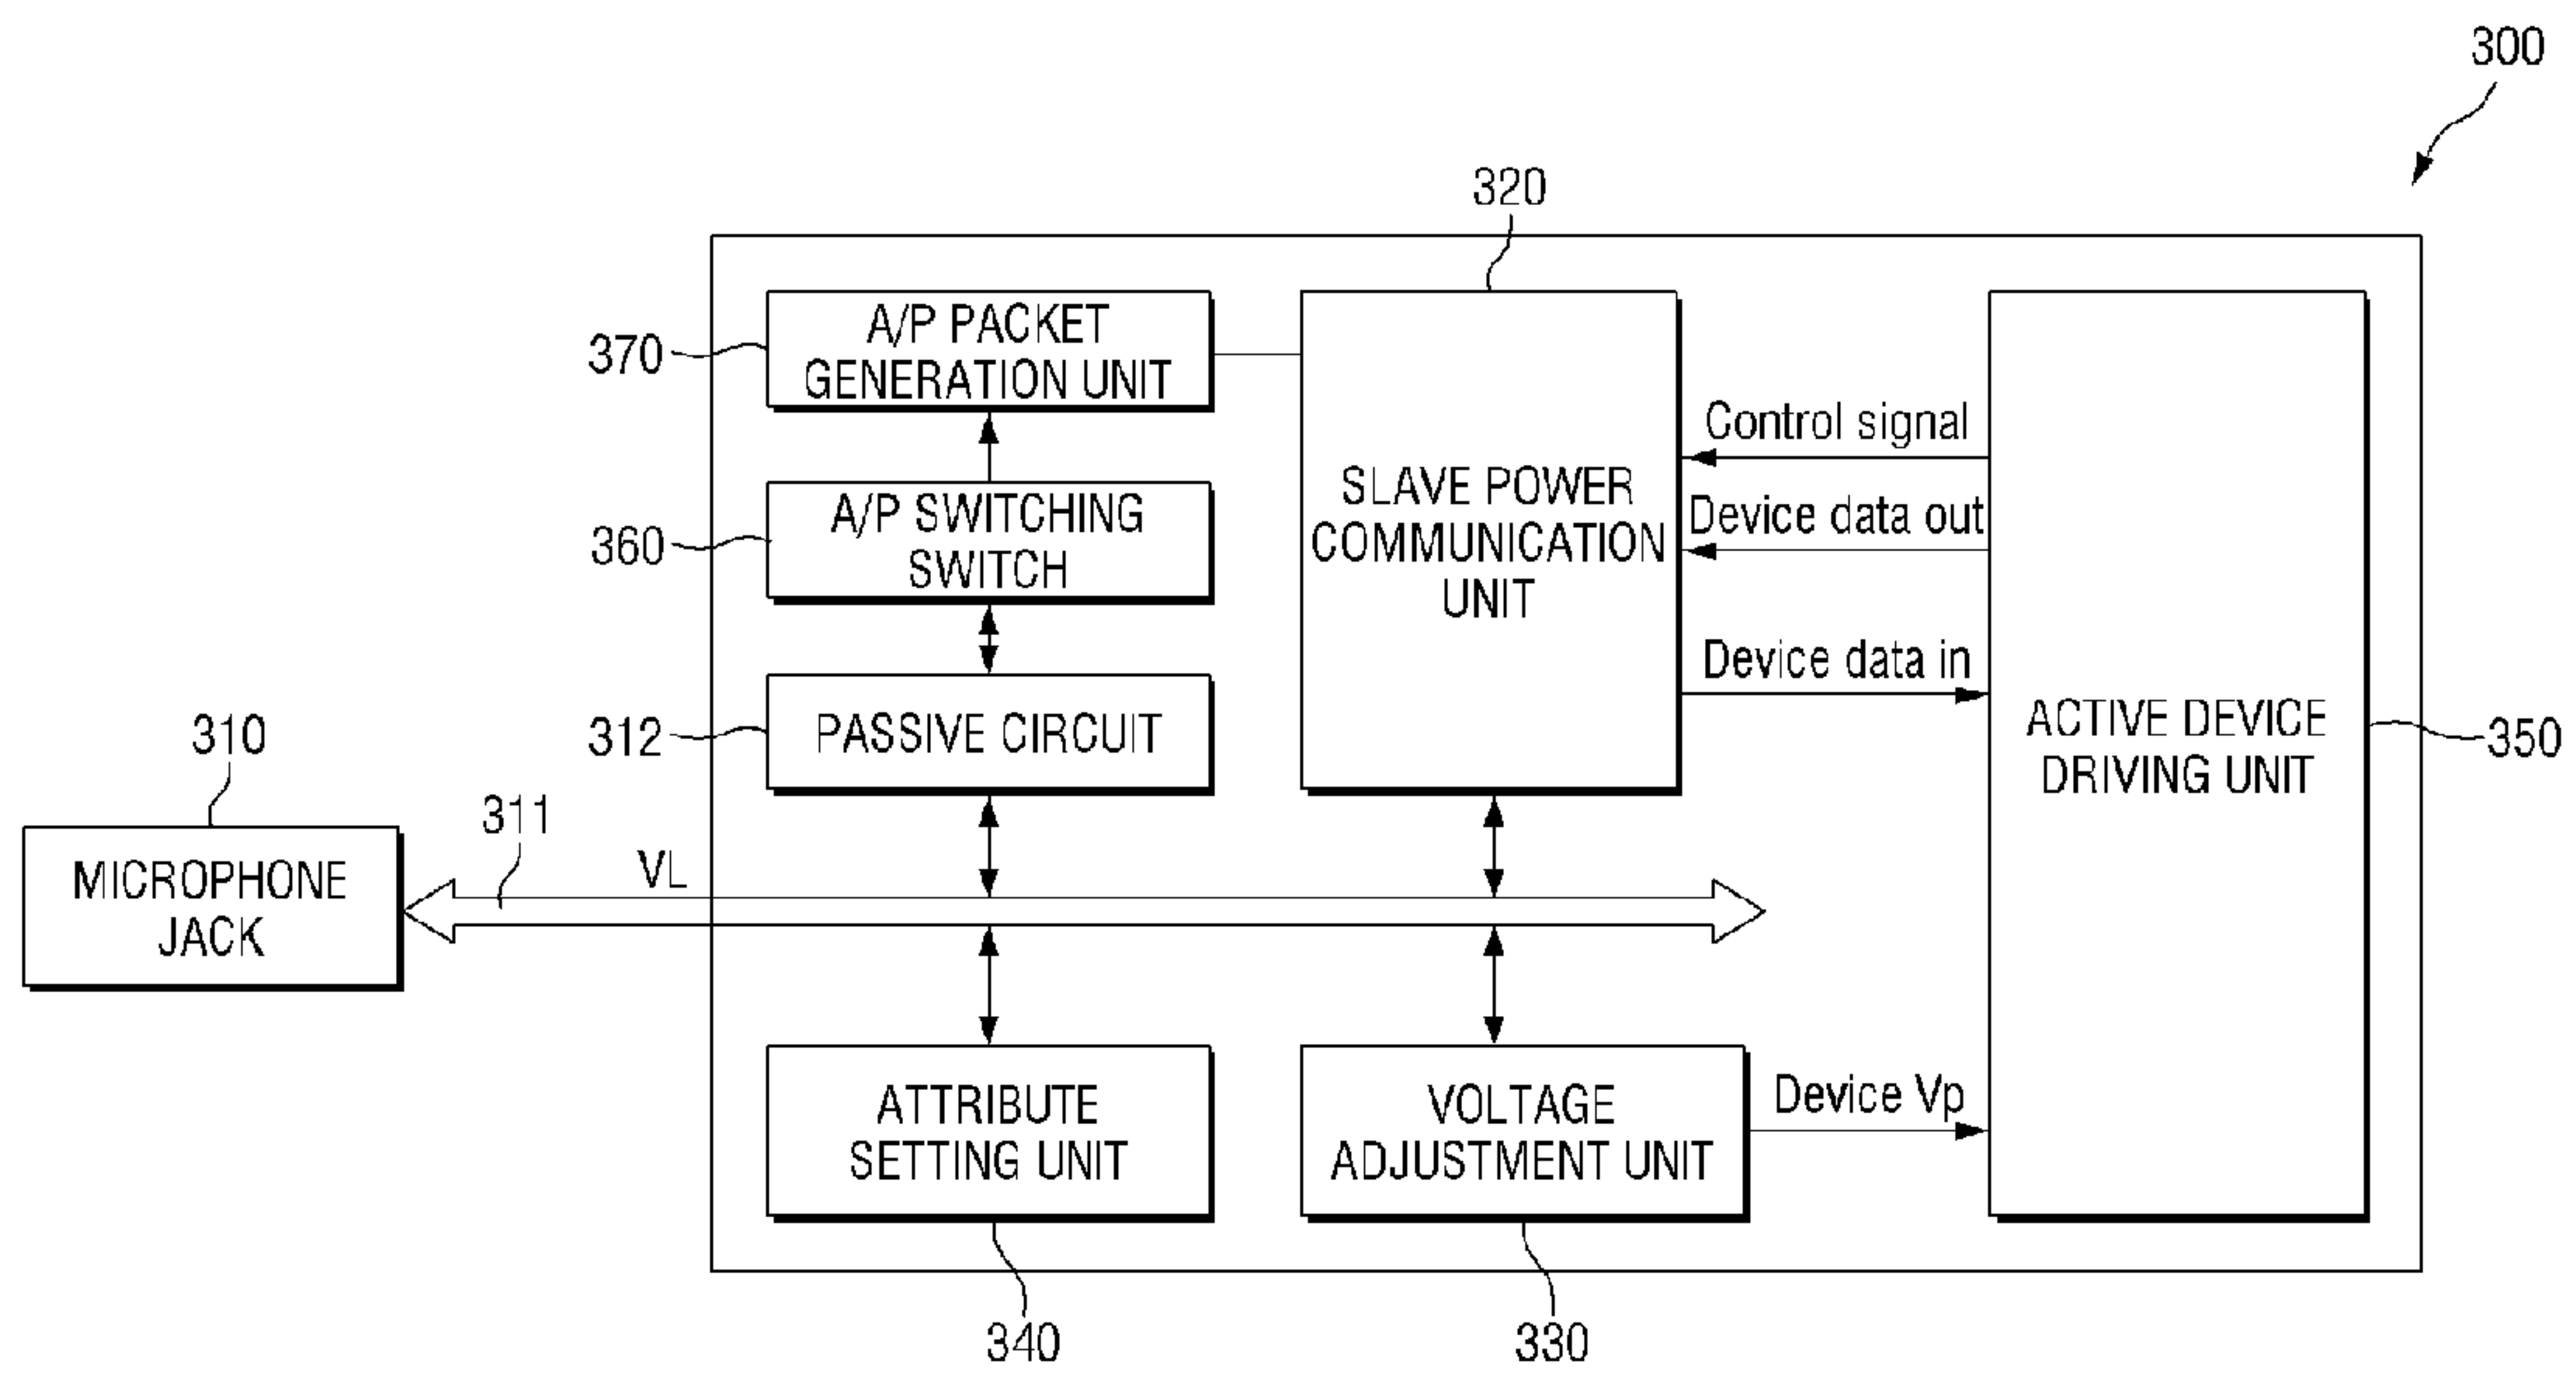 300
320
A/P PACKET
GENERATION UNIT
370
Control signal
A/P SWITCHING
SWITCH
360
SLAVE POWER
COMMUNICATION
UNIT
Device data out
Device data in
312
PASSIVE CIRCUIT
ACTIVE DEVICE
DRIVING UNIT
350
310
311
VL
MICROPHONE
JACK
ATTRIBUTE
SETTING UNIT
VOLTAGE
ADJUSTMENT UNIT
Device Vp
340
330